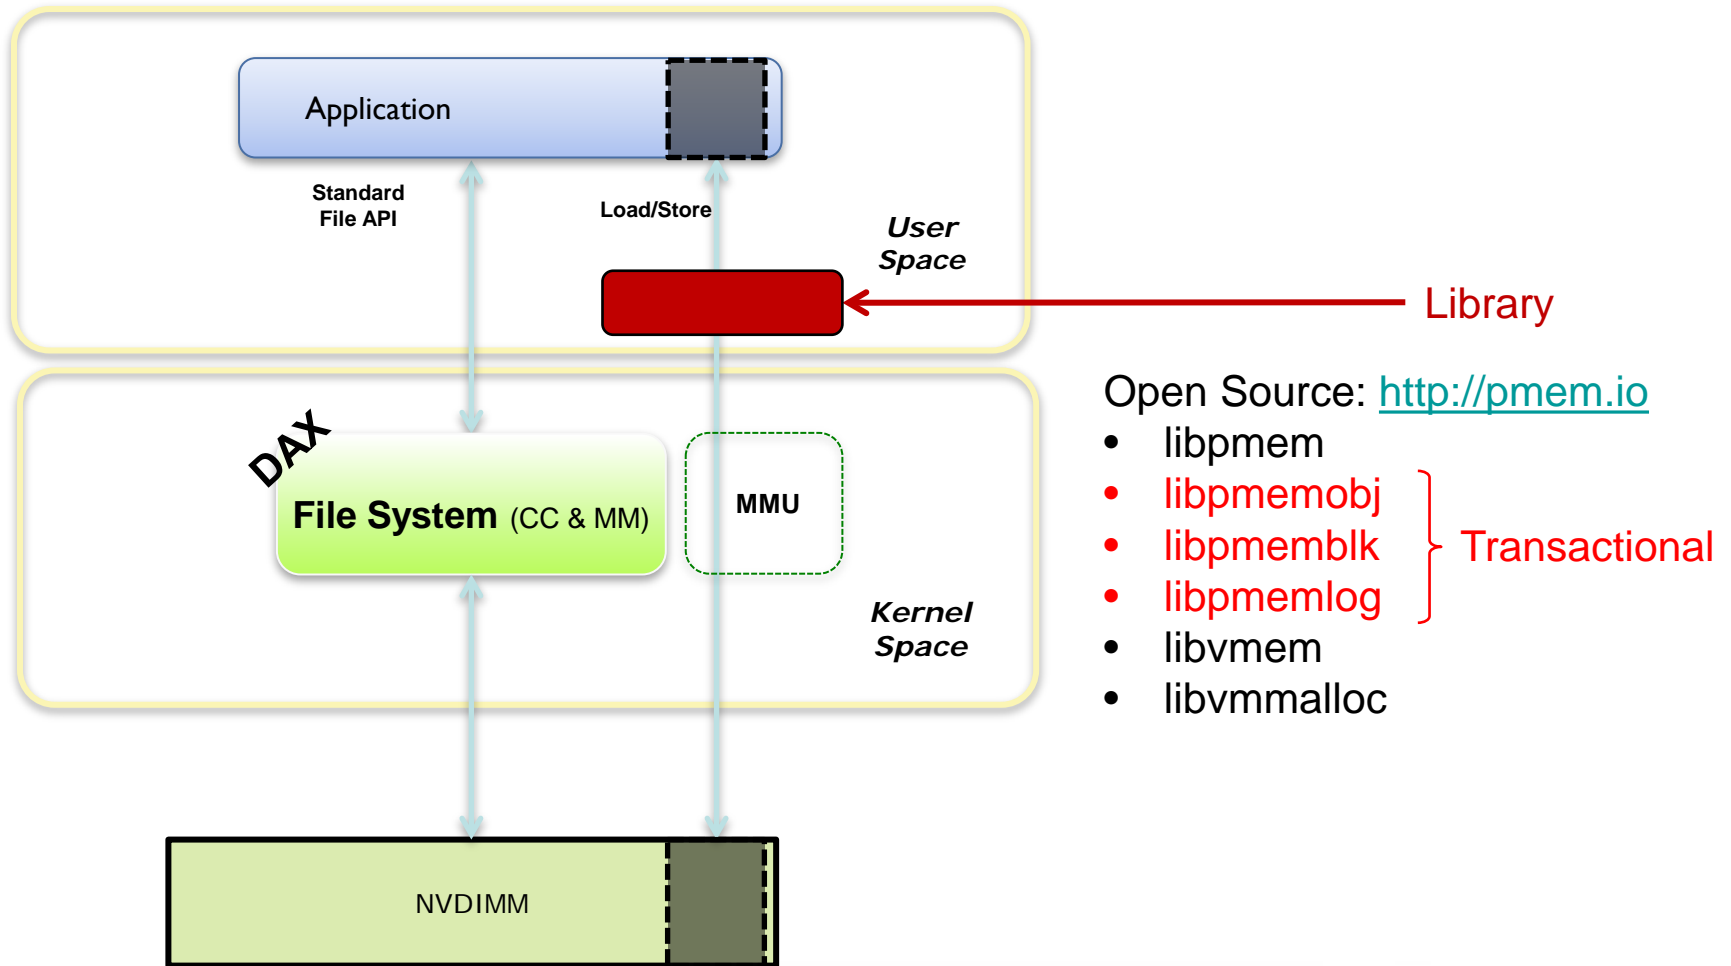 Application
Standard
File API
Load/Store
User
Space
Library
DAX
File System (CC & MM)
MMU
Kernel
Space
NVDIMM
Open Source: http://pmem.io
• libpmem
• libpmemobj
• libpmemblk
• libpmemlog
Transactional
• libvmem
• libvmmalloc